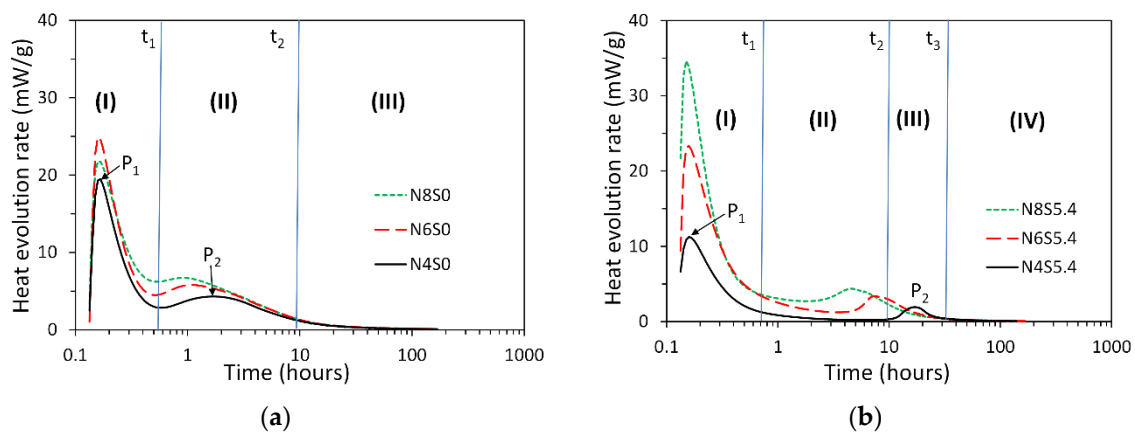 40
30
20
10
0
Heat evolution rate (mW/g)
t1
t2
(I)
(II)
(III)
P1
P2
N8S0
N6S0
N4S0
0.1
1
10
100
1000
Time (hours)
(a)
40
30
20
10
0
Heat evolution rate (mW/g)
t1
t2
t3
(I)
(II)
(III)
(IV)
P1
P2
N8S5.4
N6S5.4
N4S5.4
0.1
1
10
100
1000
Time (hours)
(b)